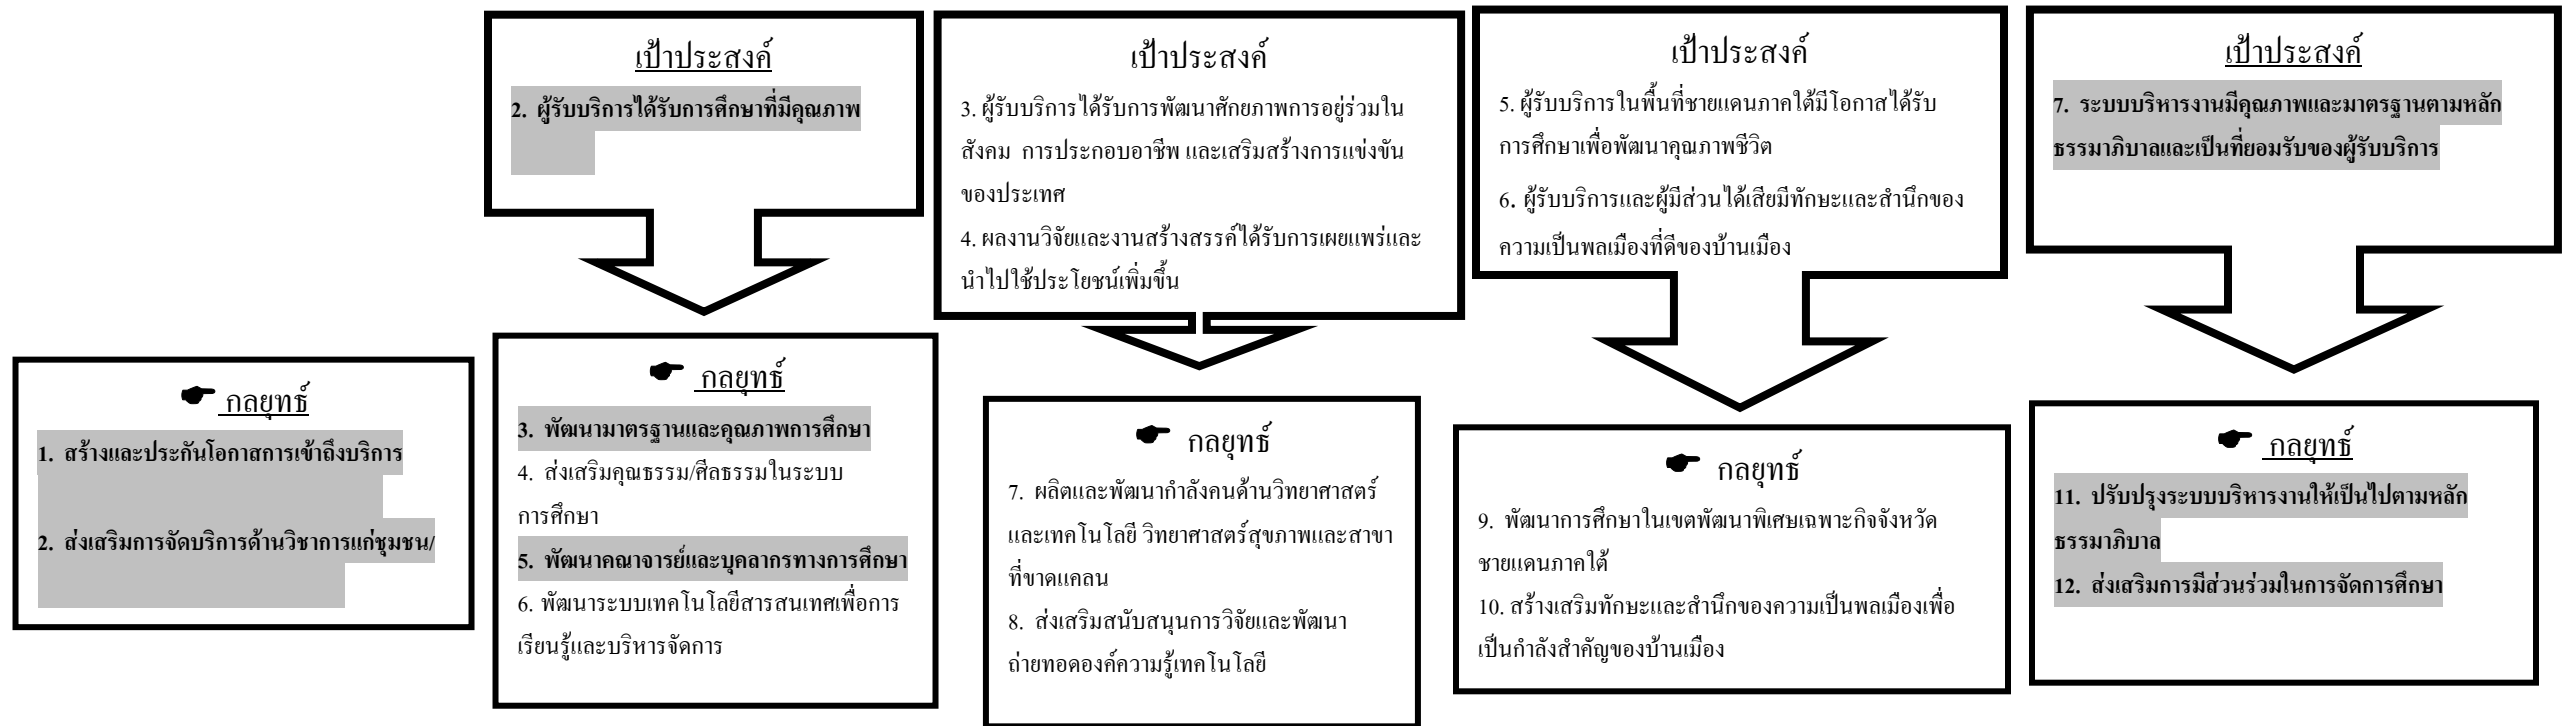 เป้าประสงค์
2. ผู้รับบริการได้รับการศึกษาที่มีคุณภาพ
เป้าประสงค์
3. ผู้รับบริการได้รับการพัฒนาศักยภาพการอยู่ร่วมใน
สังคม การประกอบอาชีพ และเสริมสร้างการแข่งขัน
ของประเทศ
4. ผลงานวิจัยและงานสร้างสรรค์ได้รับการเผยแพร่และ
นำไปใช้ประโยชน์เพิ่มขึ้น
เป้าประสงค์
5. ผู้รับบริการในพื้นที่ชายแดนภาคใต้มีโอกาสได้รับ
การศึกษาเพื่อพัฒนาคุณภาพชีวิต
6. ผู้รับบริการและผู้มีส่วนได้เสียมีทักษะและสำนึกของ
ความเป็นพลเมืองที่ดีของบ้านเมือง
เป้าประสงค์
7. ระบบบริหารงานมีคุณภาพและมาตรฐานตามหลัก
ธรรมาภิบาลและเป็นที่ยอมรับของผู้รับบริการ
☛ กลยุทธ์
1. สร้างและประกันโอกาสการเข้าถึงบริการ
2. ส่งเสริมการจัดบริการด้านวิชาการแก่ชุมชน/
☛ กลยุทธ์
3. พัฒนามาตรฐานและคุณภาพการศึกษา
4. ส่งเสริมคุณธรรม/ศีลธรรมในระบบ
การศึกษา
5. พัฒนาคณาจารย์และบุคลากรทางการศึกษา
6. พัฒนาระบบเทคโนโลยีสารสนเทศเพื่อการ
เรียนรู้และบริหารจัดการ
☛ กลยุทธ์
7. ผลิตและพัฒนากำลังคนด้านวิทยาศาสตร์
และเทคโนโลยี วิทยาศาสตร์สุขภาพและสาขา
ที่ขาดแคลน
8. ส่งเสริมสนับสนุนการวิจัยและพัฒนา
ถ่ายทอดองค์ความรู้เทคโนโลยี
☛ กลยุทธ์
9. พัฒนาการศึกษาในเขตพัฒนาพิเศษเฉพาะกิจจังหวัด
ชายแดนภาคใต้
10. สร้างเสริมทักษะและสำนึกของความเป็นพลเมืองเพื่อ
เป็นกำลังสำคัญของบ้านเมือง
☛ กลยุทธ์
11. ปรับปรุงระบบบริหารงานให้เป็นไปตามหลัก
ธรรมาภิบาล
12. ส่งเสริมการมีส่วนร่วมในการจัดการศึกษา